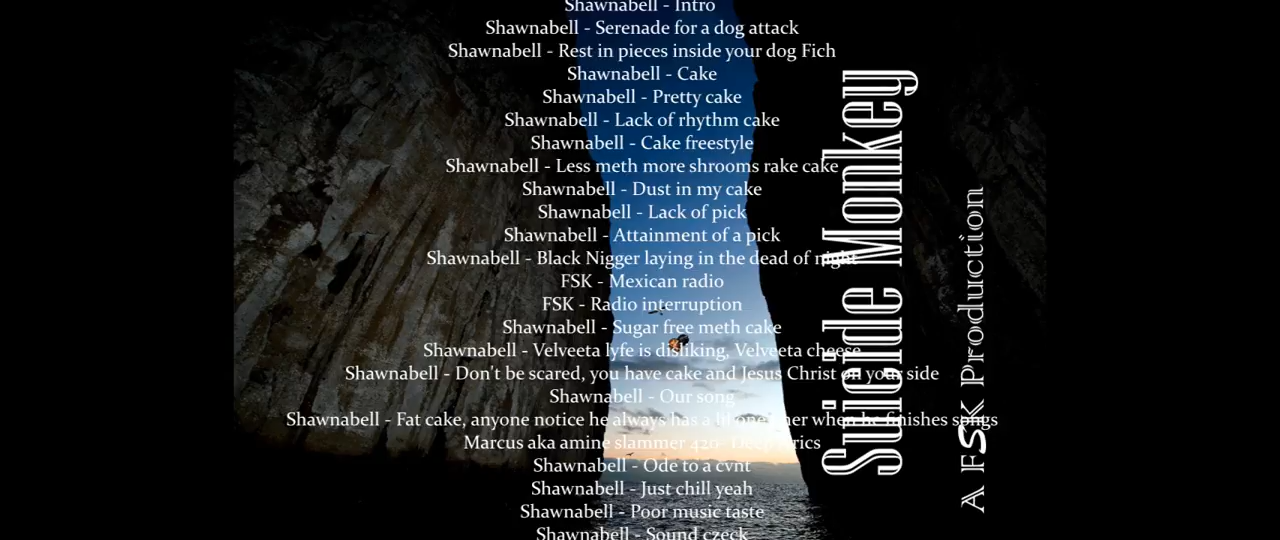 Shawnabell - Intro
Shawnabell - Serenade for a dog attack
Shawnabell - Rest in pieces inside your dog Fich
Shawnabell - Cake
Shawnabell - Pretty cake
Shawnabell - Lack of rhythm cake
Shawnabell - Cake freestyle
Shawnabell - Less meth more shrooms rake cake
Shawnabell - Dust in my cake
Shawnabell - Lack of pick
Shawnabell - Attainment of a pick
Shawnabell - Black Nigger laying in the dead of night
FSK - Mexican radio
FSK - Radio interruption
Shawnabell - Sugar free meth cake
Shawnabell - Velveeta lyfe is disliking, Velveeta cheese
Shawnabell - Don't be scared, you have cake and Jesus Christ on your side
Shawnabell - Our song
Shawnabell - Fat cake, anyone notice he always has a lil one liner when he finishes songs
Marcus aka amine slammer 420- Deep lyrics
Shawnabell - Ode to a cvnt
Shawnabell - Just chill yeah
Shawnabell - Poor music taste
Shawnabell - Sound czeck
Suicide Monkey
A FSK Production